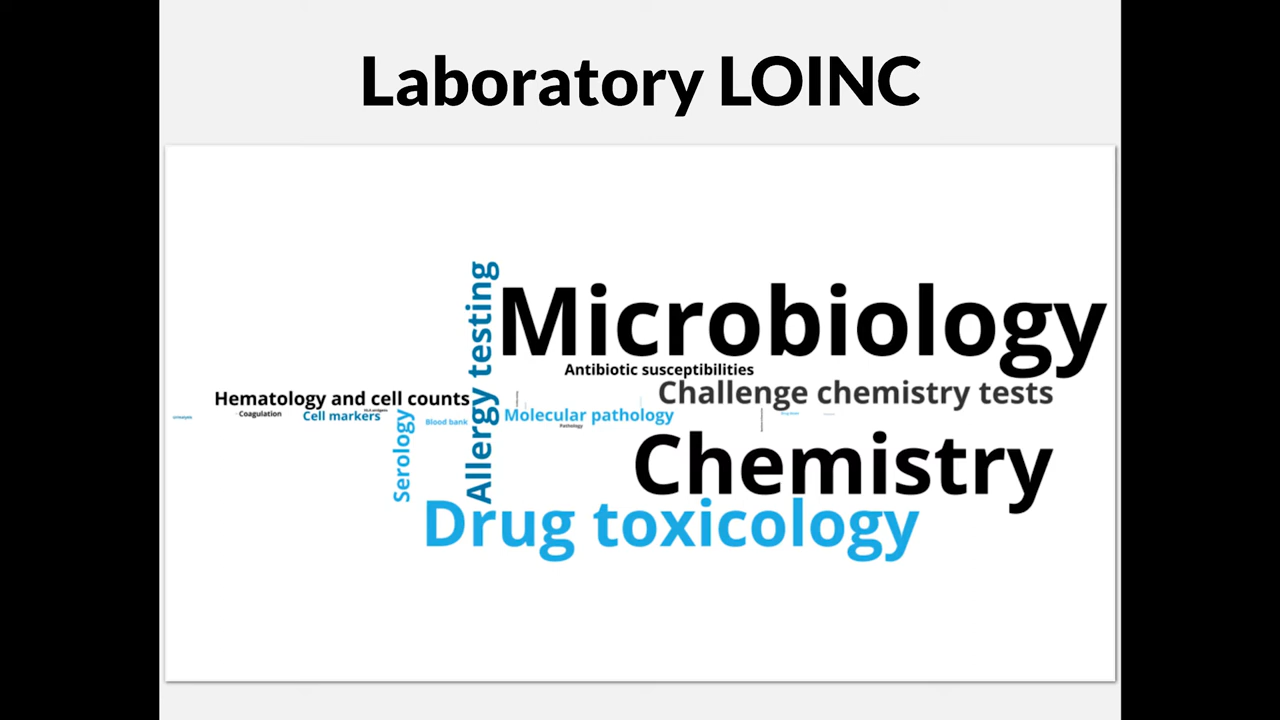 Laboratory LOINC
Allergy testing
Microbiology
Antibiotic susceptibilities
Challenge chemistry tests
Hematology and cell counts
Coagulation
Cell markers
Serology
Blood bank
Molecular pathology
Pathology
Chemistry
Drug toxicology